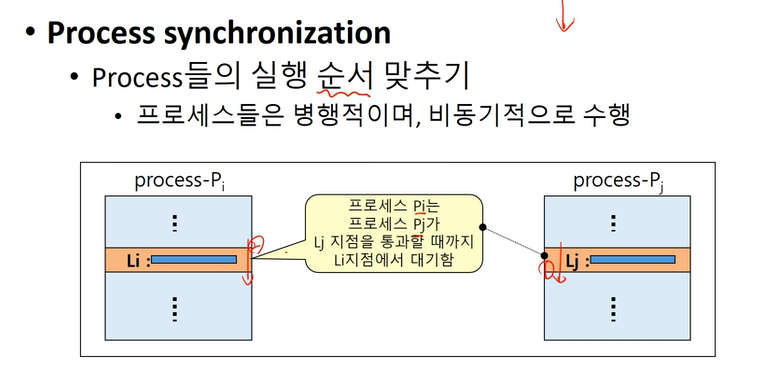 • Process synchronization
• Process들의 실행 순서 맞추기
• 프로세스들은 병행적이며, 비동기적으로 수행
process-Pi
process-Pj
프로세스 Pi는
프로세스 Pj가
Lj 지점을 통과할 때까지
Li지점에서 대기함
Li :
Lj :